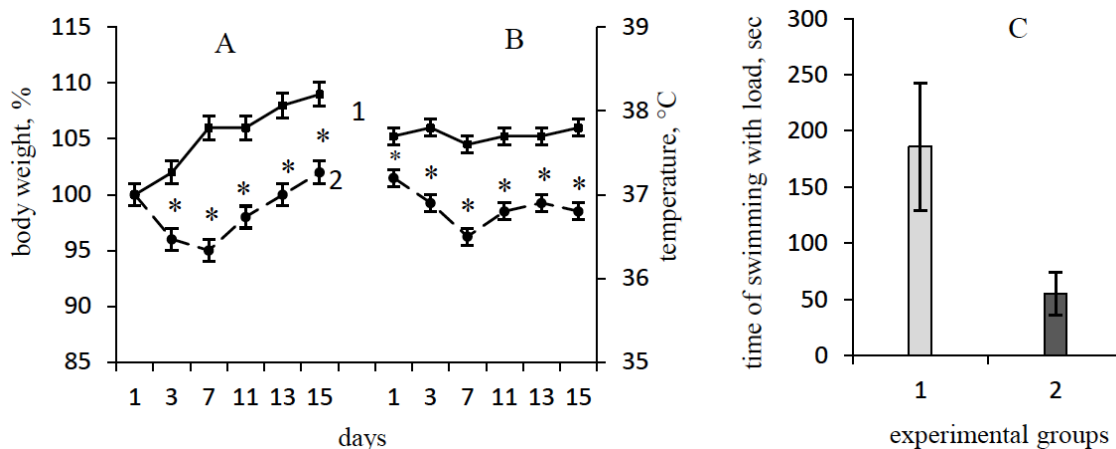 A
B
C
body weight, %
115
110
105
100
95
90
85
1
2
* * * * * *
* * * * * *
39
38
37
36
35
temperature, °C
1 3 7 11 13 15
1 3 7 11 13 15
days
time of swimming with load, sec
300
250
200
150
100
50
0
1 2
experimental groups